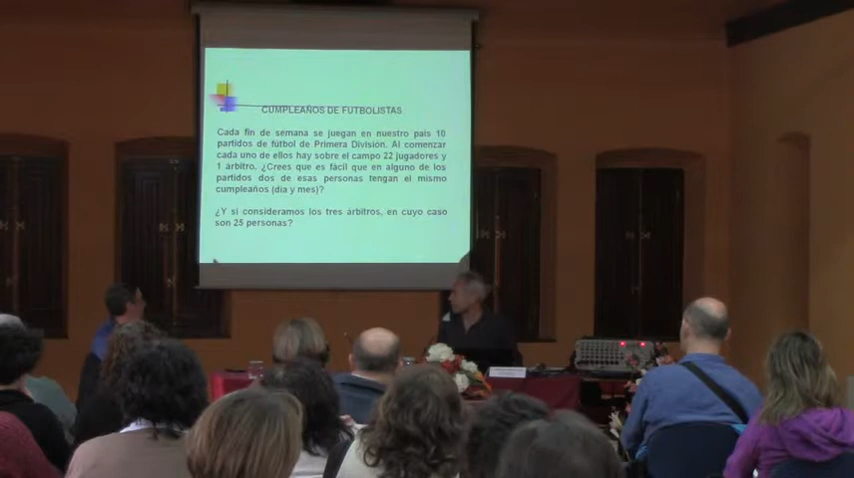 CUMPLEAÑOS DE FUTBOLISTAS
Cada fin de semana se juegan en nuestro país 10
partidos de fútbol de Primera División. Al comenzar
cada uno de ellos hay sobre el campo 22 jugadores y
1 árbitro. ¿Crees que es fácil que en alguno de los
partidos dos de esas personas tengan el mismo
cumpleaños (día y mes)?
¿Y si consideramos los tres árbitros, en cuyo caso
son 25 personas?